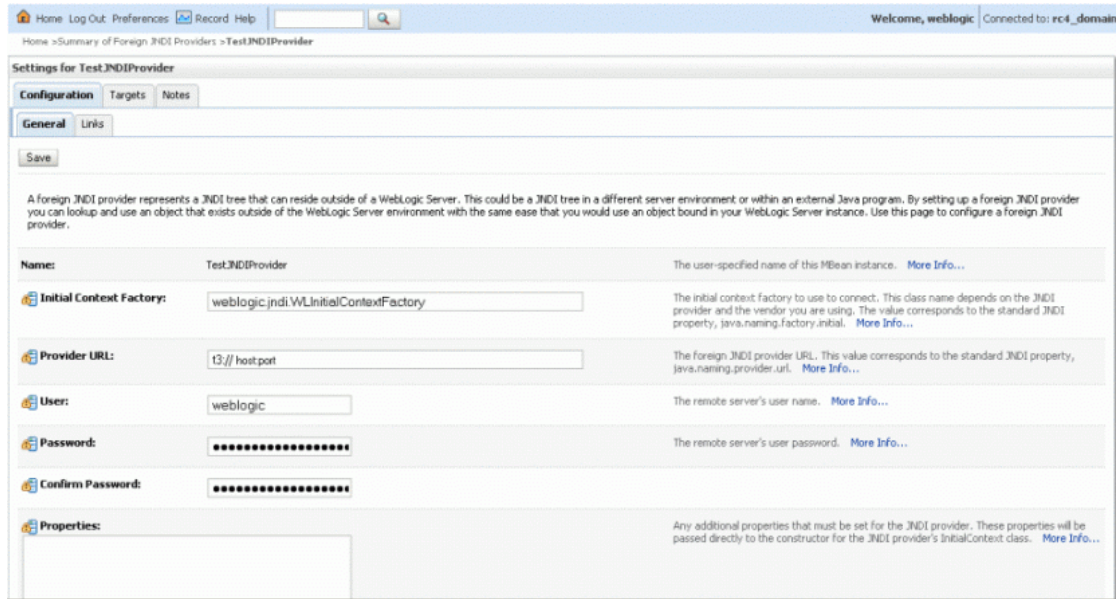 Home Log Out Preferences Record Help
Welcome, weblogic Connected to: rc4_domain
Home >Summary of Foreign JNDI Providers >TestJNDIProvider
Settings for TestJNDIProvider
Configuration Targets Notes
General Links
Save
A foreign JNDI provider represents a JNDI tree that can reside outside of a WebLogic Server. This could be a JNDI tree in a different server environment or within an external Java program. By setting up a foreign JNDI provider
you can lookup and use an object that exists outside of the WebLogic Server environment with the same ease that you would use an object bound in your WebLogic Server instance. Use this page to configure a foreign JNDI
provider.
Name: TestJNDIProvider The user-specified name of this MBean instance. More Info...
Initial Context Factory: weblogic.jndi.WLInitialContextFactory The initial context factory to use to connect. This class name depends on the JNDI
provider and the vendor you are using. The value corresponds to the standard JNDI
property, java.naming.factory.initial. More Info...
Provider URL: t3:// host:port The foreign JNDI provider URL. This value corresponds to the standard JNDI property,
java.naming.provider.url. More Info...
User: weblogic The remote server's user name. More Info...
Password: ●●●●●●●●●●●●●●●●●● The remote server's user password. More Info...
Confirm Password: ●●●●●●●●●●●●●●●●●●
Properties: Any additional properties that must be set for the JNDI provider. These properties will be
passed directly to the constructor for the JNDI provider's InitialContext class. More Info...